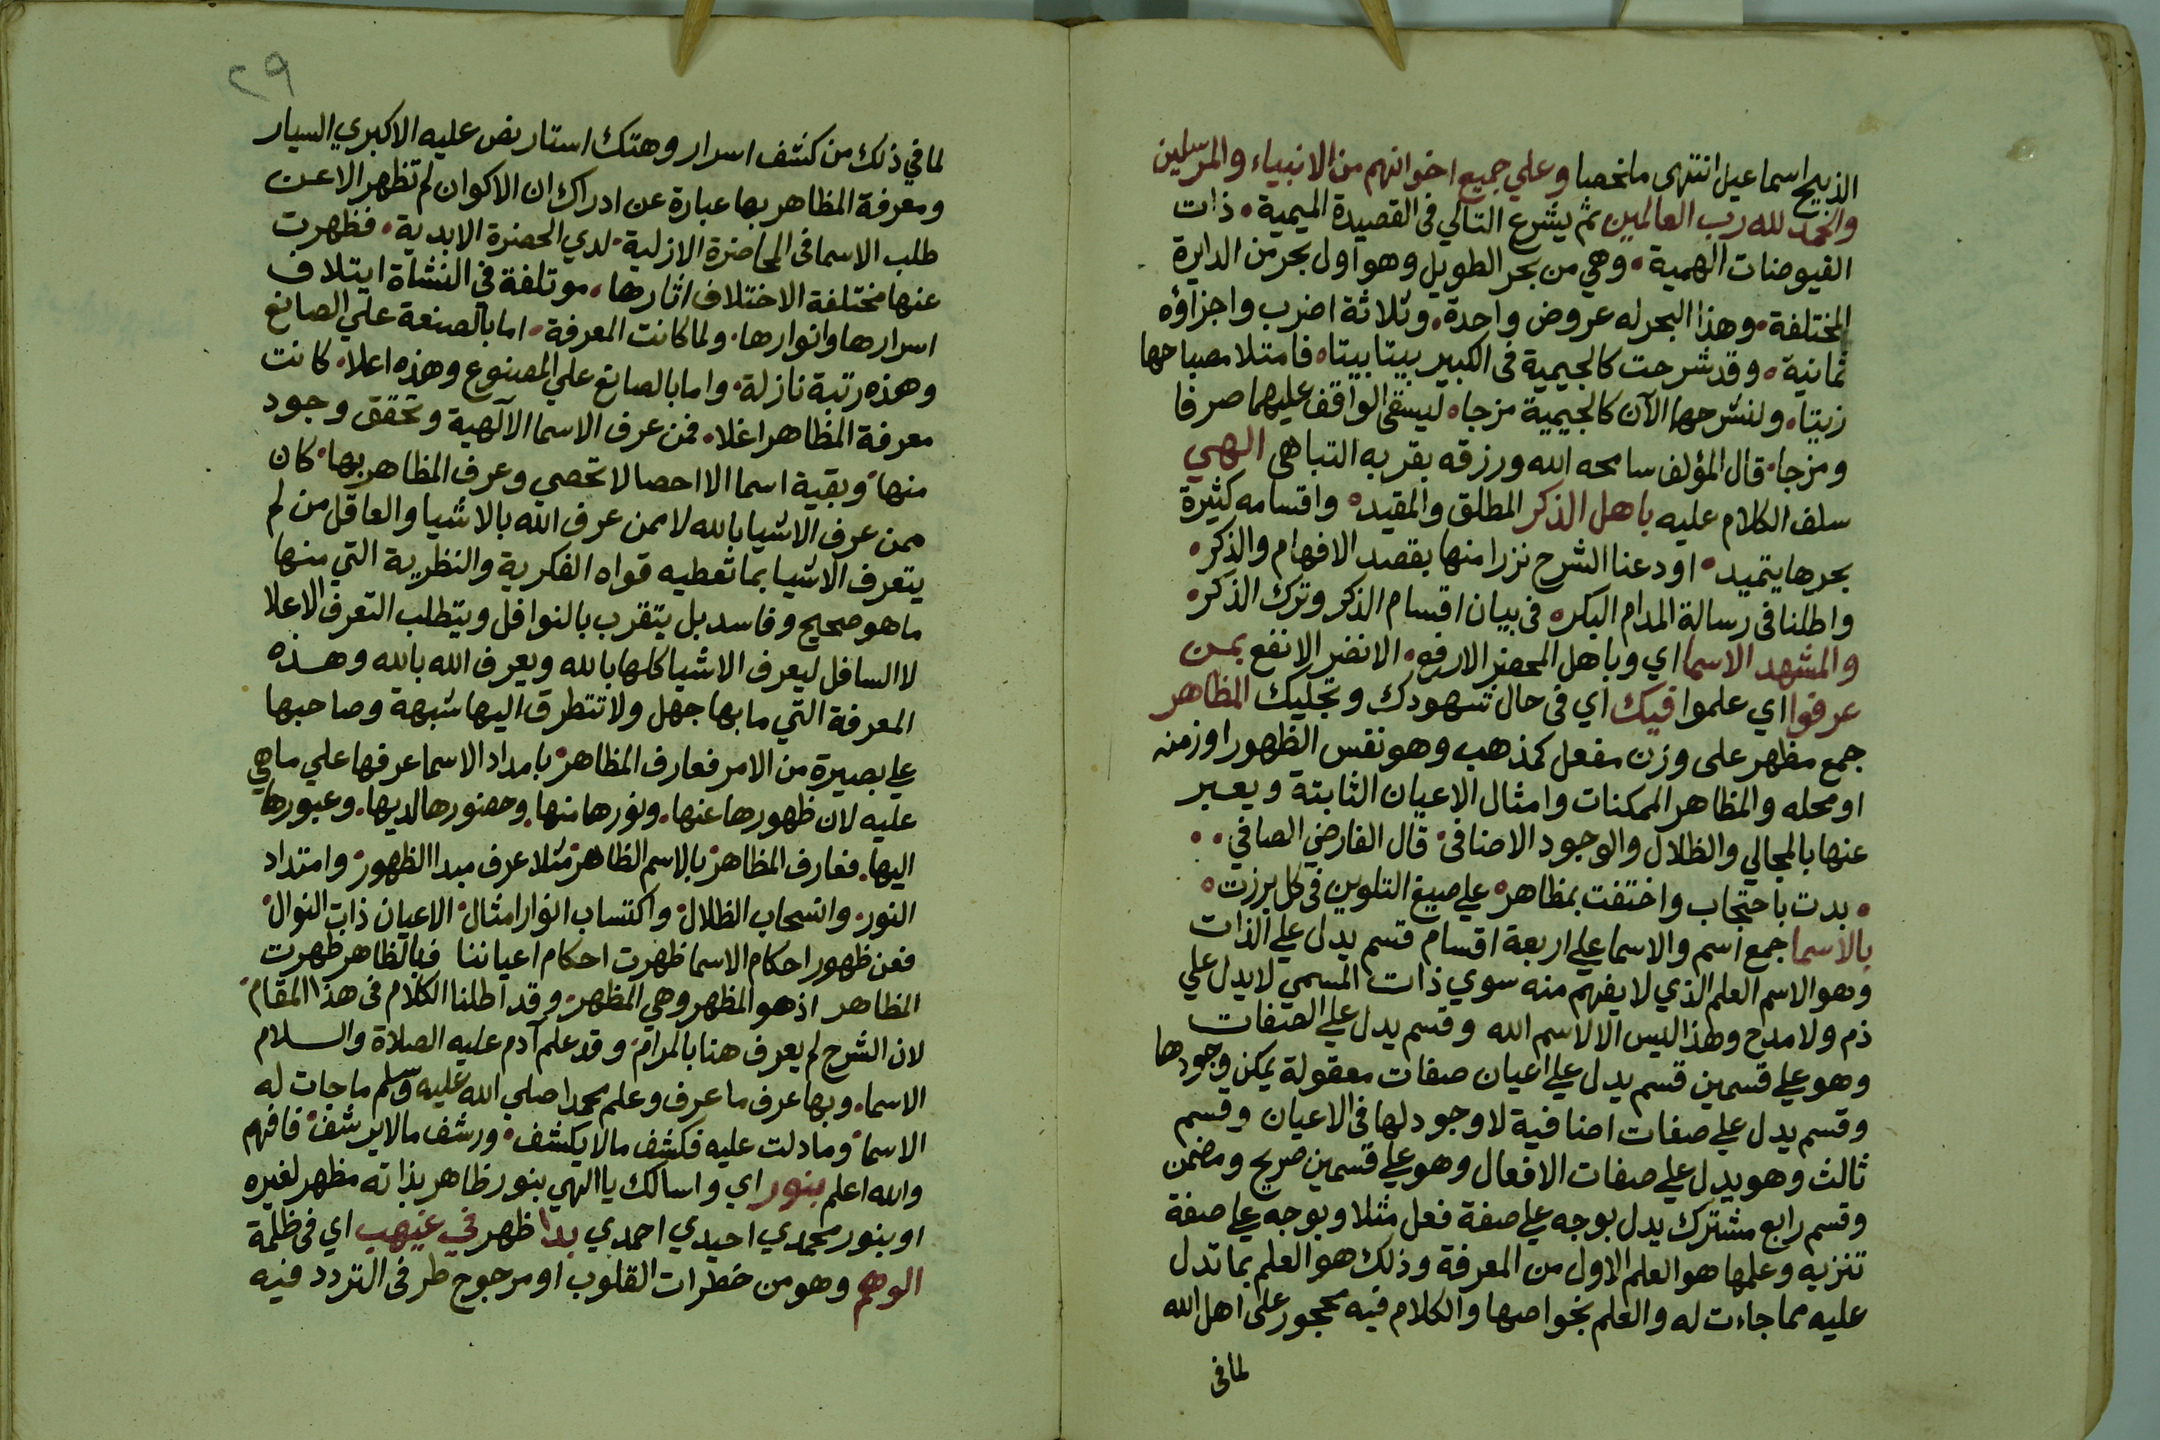 الذبيح اسماعيل انتهى ملخصا وعلي جميع اخوانهم من الانبياء والمرسلين
والحمد لله رب العالمين ثم يشرع التالي في القصيدة الميمية ذات
الفيوضات الهمية وهي من بحر الطويل وهو اول بحر من الدايرة
المختلفة وهذا البحر له عروض واحدة وثلاثة اضرب واجزاؤه
ثمانية وقد شرحت كالجيمية في الكبير بيتا بيتا فامتلا مصباحها
زيتا ولنشرحها الآن كالجيمية مزجا ليسقى الواقف عليهما صرفا
ومزجا قال المؤلف سامحه الله ورزقه بقربه التباهى الهي
سلف الكلام عليه باهل الذكر المطلق والمقيد واقسامه كثيرة
بحرها يتميد اودعنا الشرح نزرا منها بقصد الافهام والذكر
واطلنا في رسالة المدام البكر في بيان اقسام الذكر وترك الذكر
والمشهد الاسما اي وباهل المحضر الارفع الانضر الانفع بمن
عرفوا اي علموا فيك اي في حال شهودك وتجليك المظاهر
جمع مظهر على وزن مفعل كمذهب وهو نفس الظهور او زمنه
او محله والمظاهر الممكنات وامثال الاعيان الثابتة ويعبر
عنها بالمجالي والظلال والوجود الاضافي قال الفارضي الصافي
بدت باحتجاب واختفت بمظاهر علي صبغ التلوين في كل برزت
بالاسما جمع اسم والاسما علي اربعة اقسام قسم يدل علي الذات
وهو الاسم العلم الذي لا يفهم منه سوي ذات المسمي لا يدل علي
ذم ولا مدح وهذا ليس الا لاسم الله وقسم يدل علي الصفات
وهو علي قسمين قسم يدل علي اعيان صفات معقولة يمكن وجودها
وقسم يدل علي صفات اضافية لا وجود لها في الاعيان وقسم
ثالث وهو يدل علي صفات الافعال وهو علي قسمين صريح ومضمن
وقسم رابع مشترك يدل بوجه علي صفة فعل مثلا وبوجه علي صفة
تنزيه وعلمها هو العلم الاول من المعرفة وذلك هو العلم بما تدل
عليه مما جاءت له والعلم بخواصها والكلام فيه محجور على اهل الله
لما في
٢٩
لما في ذلك من كشف اسرار وهتك استار نص عليه الاكبري السيار
ومعرفة المظاهر بها عبارة عن ادراك ان الاكوان لم تظهر الا عن
طلب الاسما في المحاضرة الازلية لدي الحضرة الابدية فظهرت
عنها مختلفة الاختلاف اثارها موتلفة في النشاة ايتلاف
اسرارها وانوارها ولما كانت المعرفة اما بالصنعة علي الصانع
وهذه رتبة نازلة واما بالصانع علي المصنوع وهذه اعلا كانت
معرفة المظاهر اغلا فمن عرف الاسما الآلهية وتحقق وجود
منها وبقية اسما الاحصا لا تحصي وعرف المظاهر بها كان
ممن عرف الاشيا بالله لا ممن عرف الله بالاشيا والعاقل من لم
يتعرف الاشيا بما تعطيه قواه الفكرية والنظرية التي منها
ما هو صحيح وفاسد بل يتقرب بالنوافل ويتطلب التعرف الاعلا
لا السافل ليعرف الاشيا كلها بالله ويعرف الله بالله وهذه
المعرفة التي ما بها جهل ولا تتطرق اليها شبهة وصاحبها
علي بصيرة من الامر فعارف المظاهر بامداد الاسما عرفها علي ما هي
عليه لان ظهورها عنها ونورها منها وحضورها لديها وعبورها
اليها فعارف المظاهر بالاسم الظاهر مثلا عرف مبدا الظهور وامتداد
النور وانسحاب الظلال واكتساب انوار امثال الاعيان ذات النوال
فعن ظهور احكام الاسما ظهرت احكام اعياننا فبالظاهر ظهرت
المظاهر اذ هو المظهر وهي المظهر وقد اطلنا الكلام في هذا المقام
لان الشرح لم يعرف هنا بالمرام وقد علم آدم عليه الصلاة والسلام
الاسما وبها عرف ما عرف وعلم محمدا صلي الله عليه وسلم ما جات له
الاسما وما دلت عليه فكشف ما لا يكشف ورشف ما لا يرشف فافهم
والله اعلم بنور اي واسالك يا الهي بنور ظاهر بذاته مظهر لغيره
او بنور محمدي احيدي احمدي بدا ظهر في غيهب اي في ظلمة
الوهم وهو من خطرات القلوب او مرجوح طرفى التردد فيه